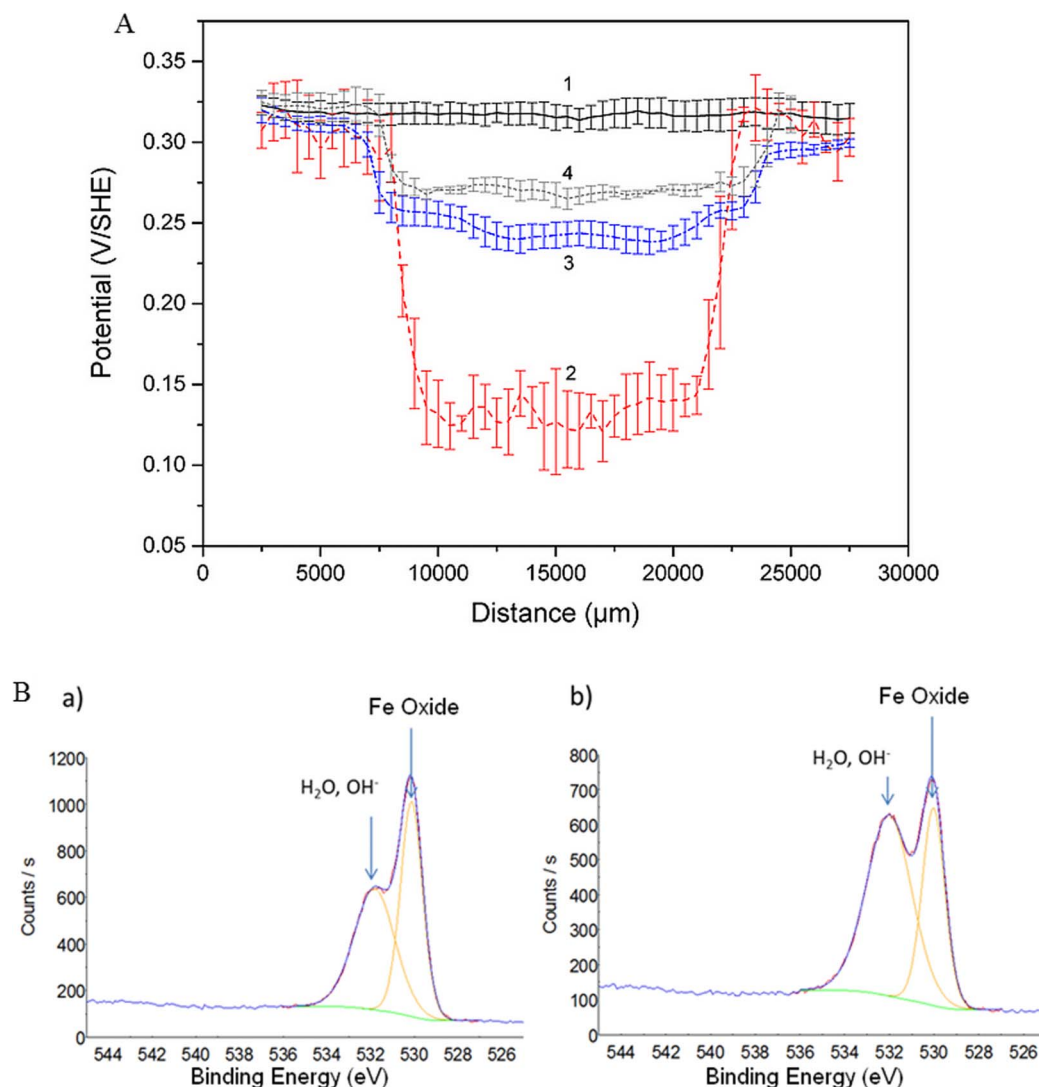 A
0.35
0.30
0.25
0.20
0.15
0.10
0.05
Potential (V/SHE)
1
4
3
2
0 5000 10000 15000 20000 25000 30000
Distance (µm)
B
a)
Fe Oxide
H₂O, OH⁻
1200
1000
800
600
400
200
0
Counts / s
544 542 540 538 536 534 532 530 528 526
Binding Energy (eV)
b)
Fe Oxide
H₂O, OH⁻
800
700
600
500
400
300
200
100
0
Counts / s
544 542 540 538 536 534 532 530 528 526
Binding Energy (eV)